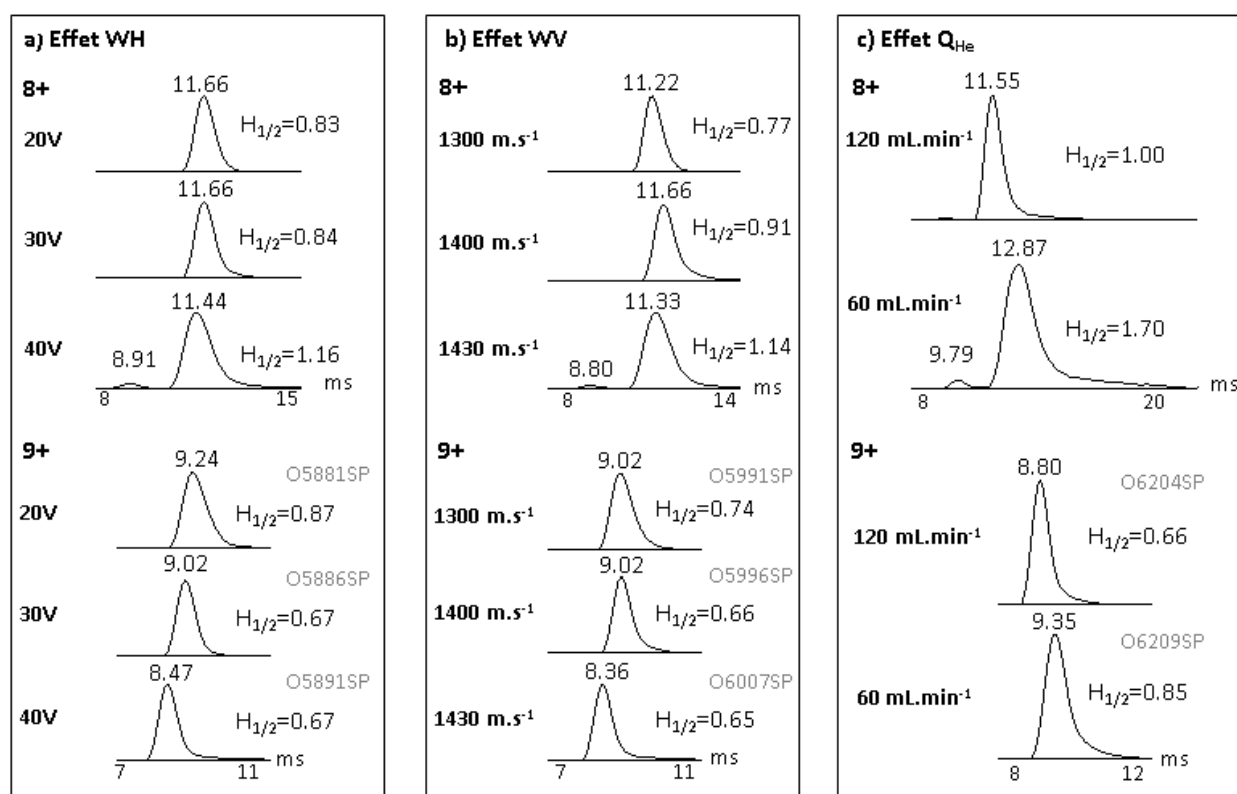 a) Effet WH
8+
11.66
20V
H1/2=0.83
11.66
30V
H1/2=0.84
11.44
40V
8.91
H1/2=1.16
8
15
ms
9+
9.24
O5881SP
20V
H1/2=0.87
9.02
O5886SP
30V
H1/2=0.67
8.47
O5891SP
40V
H1/2=0.67
7
11
ms
b) Effet WV
8+
11.22
1300 m.s-1
H1/2=0.77
11.66
1400 m.s-1
H1/2=0.91
11.33
1430 m.s-1
8.80
H1/2=1.14
8
14
ms
9+
9.02
O5991SP
1300 m.s-1
H1/2=0.74
9.02
O5996SP
1400 m.s-1
H1/2=0.66
8.36
O6007SP
1430 m.s-1
H1/2=0.65
7
11
ms
c) Effet QHe
8+
11.55
120 mL.min-1
H1/2=1.00
12.87
60 mL.min-1
9.79
H1/2=1.70
8
20
ms
9+
8.80
O6204SP
120 mL.min-1
H1/2=0.66
9.35
O6209SP
60 mL.min-1
H1/2=0.85
8
12
ms